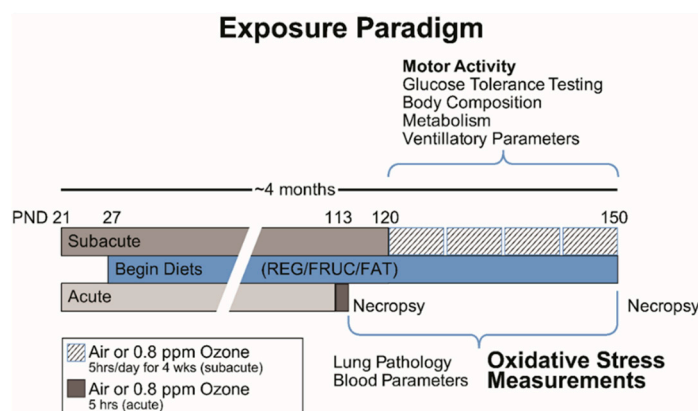 Exposure Paradigm
Motor Activity
Glucose Tolerance Testing
Body Composition
Metabolism
Ventillatory Parameters
~4 months
PND 21 27 113 120 150
Subacute
Begin Diets (REG/FRUC/FAT)
Acute
Necropsy
Necropsy
Air or 0.8 ppm Ozone
5hrs/day for 4 wks (subacute)
Air or 0.8 ppm Ozone
5 hrs (acute)
Lung Pathology
Blood Parameters
Oxidative Stress
Measurements